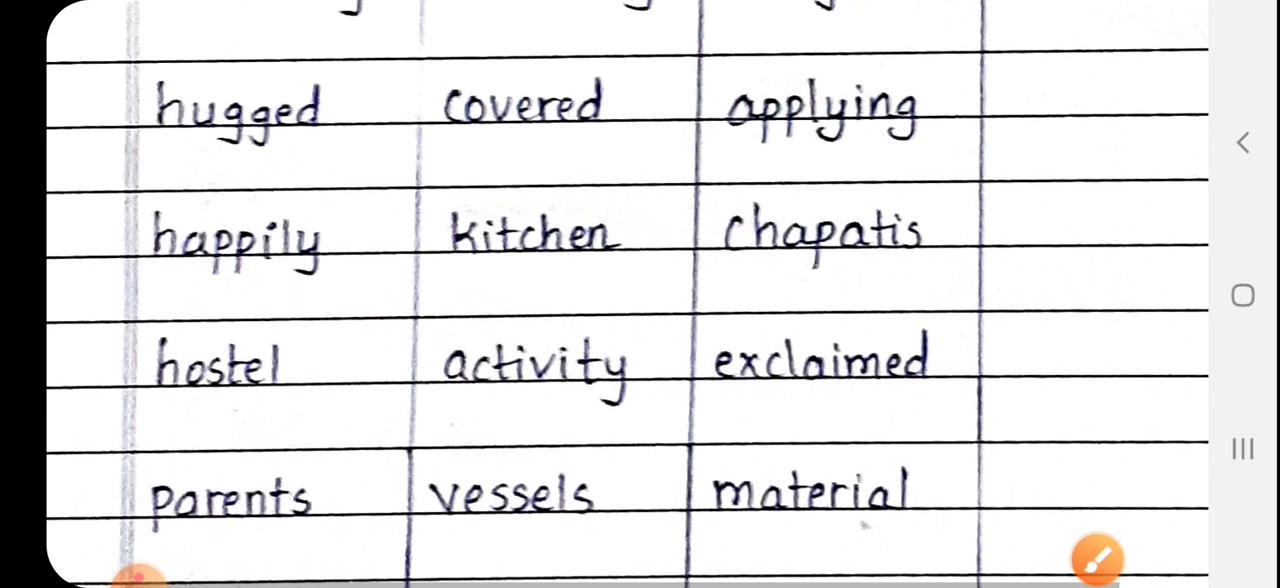 hugged covered applying
happily kitchen chapatis
hostel activity exclaimed
parents vessels material